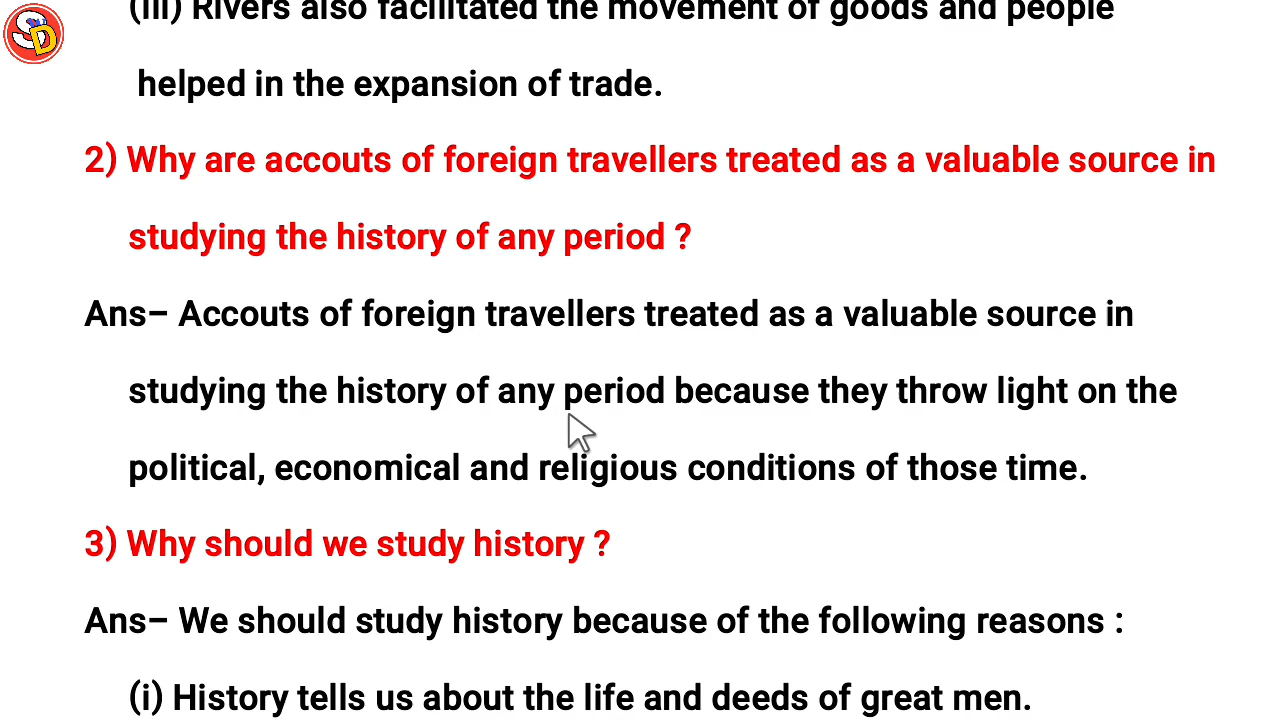 (iii) Rivers also facilitated the movement of goods and people
helped in the expansion of trade.
2) Why are accouts of foreign travellers treated as a valuable source in
studying the history of any period ?
Ans– Accouts of foreign travellers treated as a valuable source in
studying the history of any period because they throw light on the
political, economical and religious conditions of those time.
3) Why should we study history ?
Ans– We should study history because of the following reasons :
(i) History tells us about the life and deeds of great men.